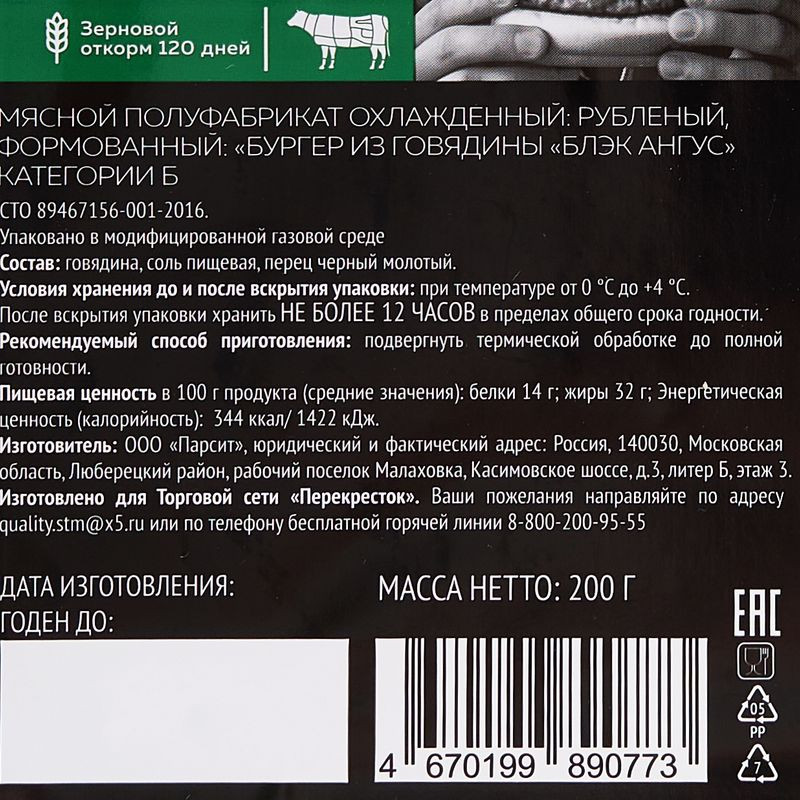 Зерновой
откорм 120 дней
МЯСНОЙ ПОЛУФАБРИКАТ ОХЛАЖДЕННЫЙ: РУБЛЕНЫЙ,
ФОРМОВАННЫЙ: «БУРГЕР ИЗ ГОВЯДИНЫ «БЛЭК АНГУС»
КАТЕГОРИИ Б
СТО 89467156-001-2016.
Упаковано в модифицированной газовой среде
Состав: говядина, соль пищевая, перец черный молотый.
Условия хранения до и после вскрытия упаковки: при температуре от 0 °С до +4 °С.
После вскрытия упаковки хранить НЕ БОЛЕЕ 12 ЧАСОВ в пределах общего срока годности.
Рекомендуемый способ приготовления: подвергнуть термической обработке до полной
готовности.
Пищевая ценность в 100 г продукта (средние значения): белки 14 г; жиры 32 г; Энергетическая
ценность (калорийность): 344 ккал/ 1422 кДж.
Изготовитель: ООО «Парсит», юридический и фактический адрес: Россия, 140030, Московская
область, Люберецкий район, рабочий поселок Малаховка, Касимовское шоссе, д.3, литер Б, этаж 3.
Изготовлено для Торговой сети «Перекресток». Ваши пожелания направляйте по адресу
quality.stm@x5.ru или по телефону бесплатной горячей линии 8-800-200-95-55
ДАТА ИЗГОТОВЛЕНИЯ:
ГОДЕН ДО:
МАССА НЕТТО: 200 Г
EAC
05
PP
7
4 670199 890773